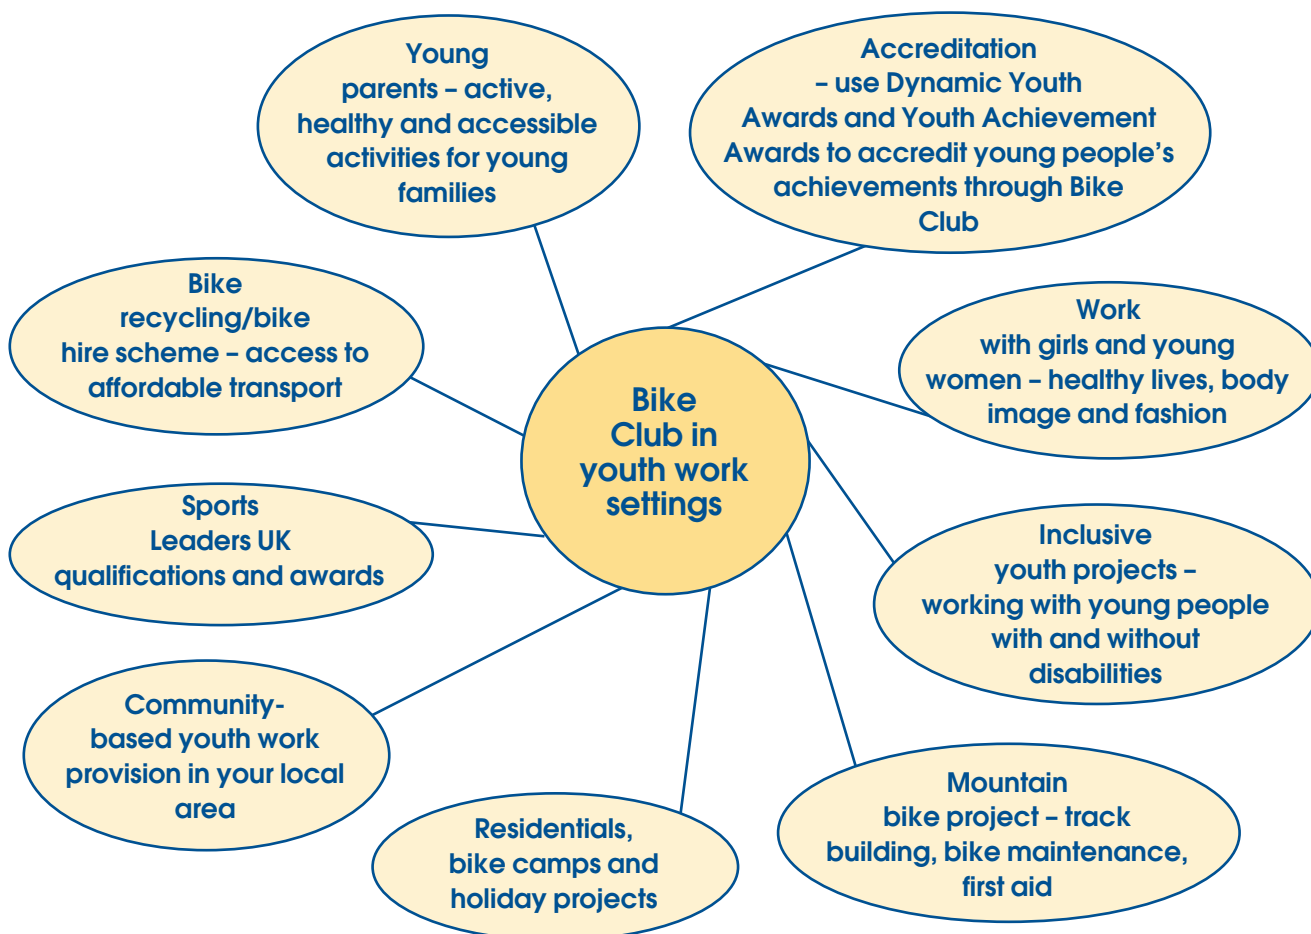 Young
parents – active,
healthy and accessible
activities for young
families
Accreditation
– use Dynamic Youth
Awards and Youth Achievement
Awards to accredit young people’s
achievements through Bike
Club
Bike
recycling/bike
hire scheme – access to
affordable transport
Work
with girls and young
women – healthy lives, body
image and fashion
Bike
Club in
youth work
settings
Sports
Leaders UK
qualifications and awards
Inclusive
youth projects –
working with young people
with and without
disabilities
Community-
based youth work
provision in your local
area
Residentials,
bike camps and
holiday projects
Mountain
bike project – track
building, bike maintenance,
first aid